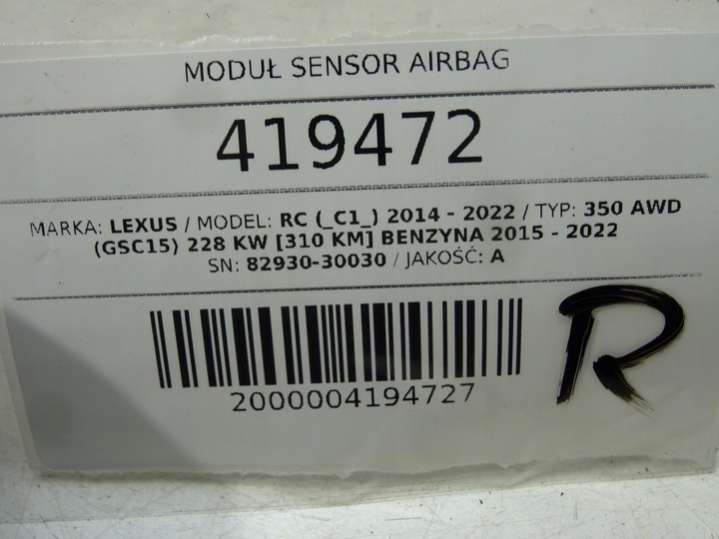 MODUŁ SENSOR AIRBAG
419472
MARKA: LEXUS / MODEL: RC (_C1_) 2014 - 2022 / TYP: 350 AWD
(GSC15) 228 KW [310 KM] BENZYNA 2015 - 2022
SN: 82930-30030 / JAKOŚĆ: A
2000004194727
R